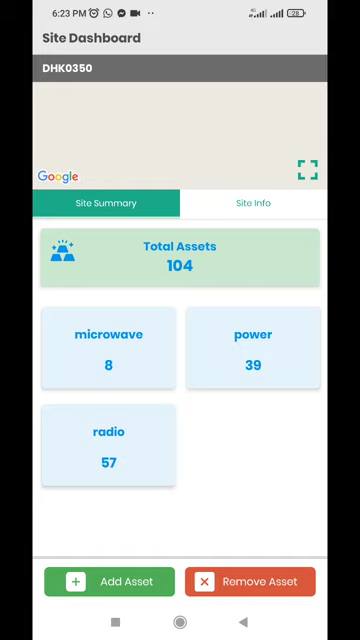 6:23 PM
28
Site Dashboard
DHK0350
Google
Site Summary
Site Info
Total Assets
104
microwave
8
power
39
radio
57
Add Asset
Remove Asset